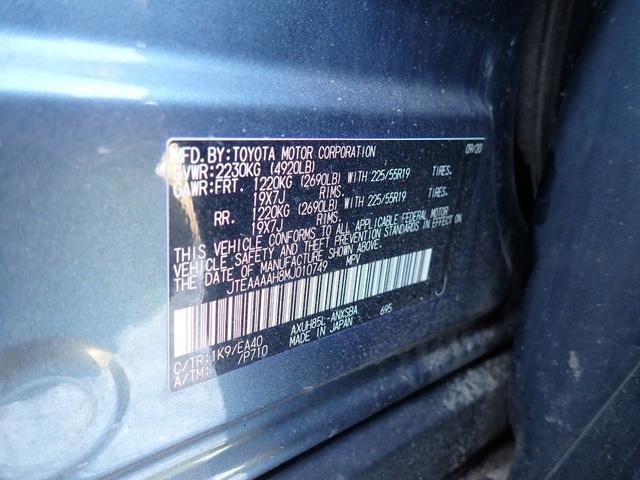 MFD. BY: TOYOTA MOTOR CORPORATION 09/20
GVWR: 2230KG (4920LB)
GAWR: FRT. 1220KG (2690LB) WITH 225/55R19 TIRES.
19X7J RIMS.
RR. 1220KG (2690LB) WITH 225/55R19 TIRES.
19X7J RIMS.
THIS VEHICLE CONFORMS TO ALL APPLICABLE FEDERAL MOTOR
VEHICLE SAFETY AND THEFT PREVENTION STANDARDS IN EFFECT ON
THE DATE OF MANUFACTURE SHOWN ABOVE.
JTEAAAAH8MJ010749 MPV
C/TR: 1K9/EA40 AXUH85L-ANXSBA 695
A/TM: /P710 MADE IN JAPAN